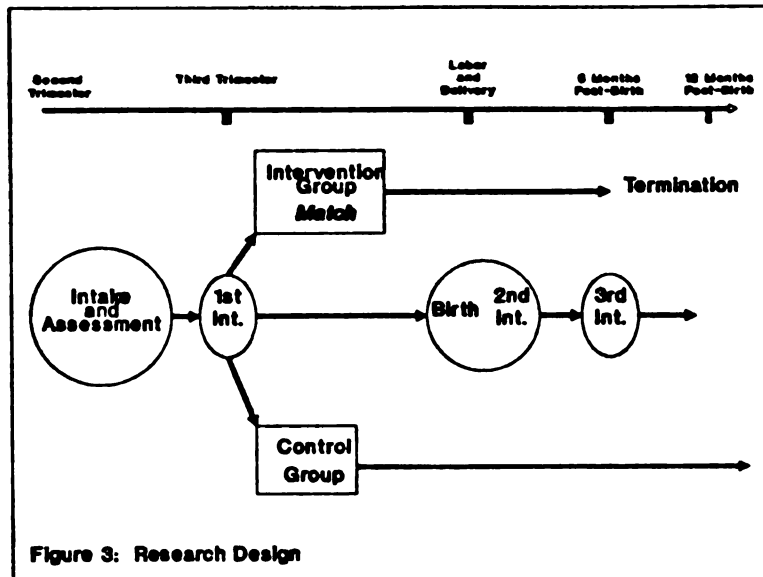 Second
Trimester
Third Trimester
Labor
and
Delivery
6 Months
Post-Birth
12 Months
Post-Birth
Intervention
Group
Match
Termination
Intake
and
Assessment
1st
Int.
Birth
2nd
Int.
3rd
Int.
Control
Group
Figure 3: Research Design